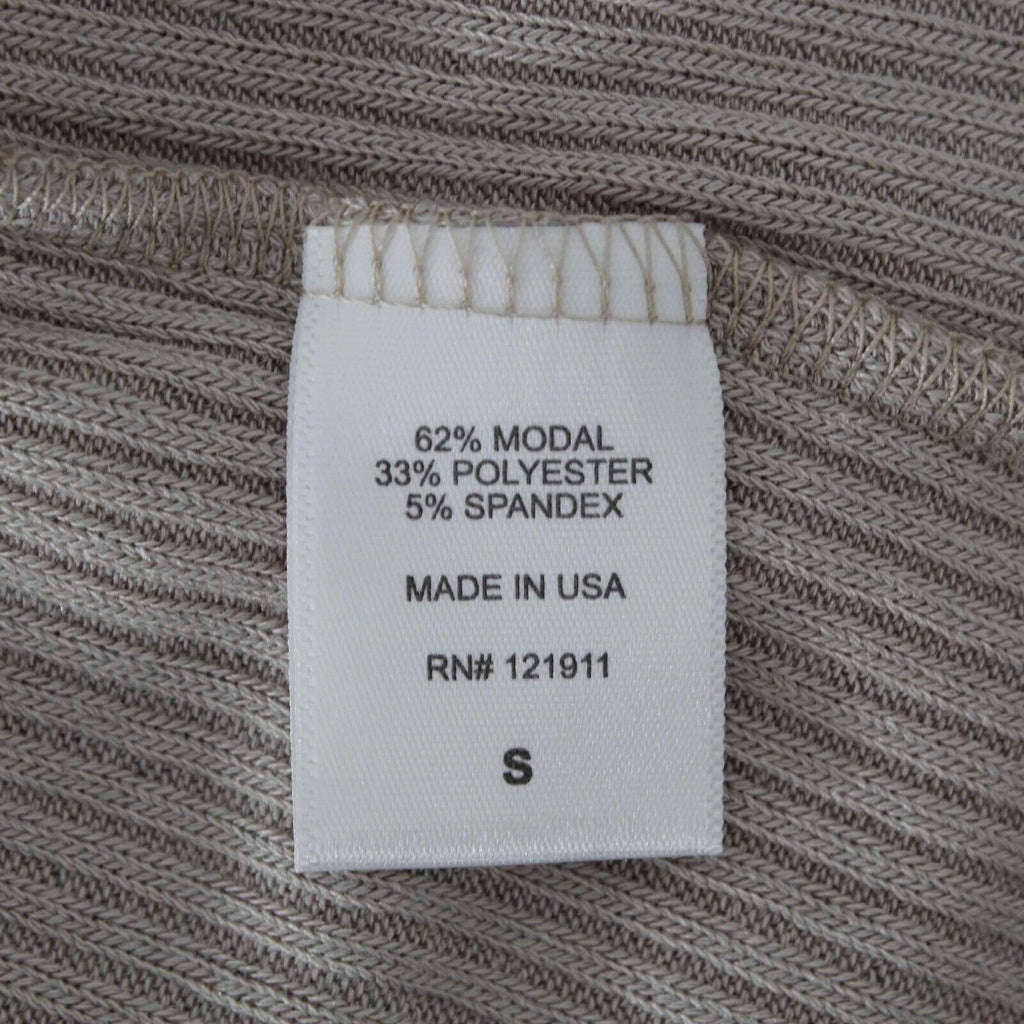 62% MODAL
33% POLYESTER
5% SPANDEX
MADE IN USA
RN# 121911
S